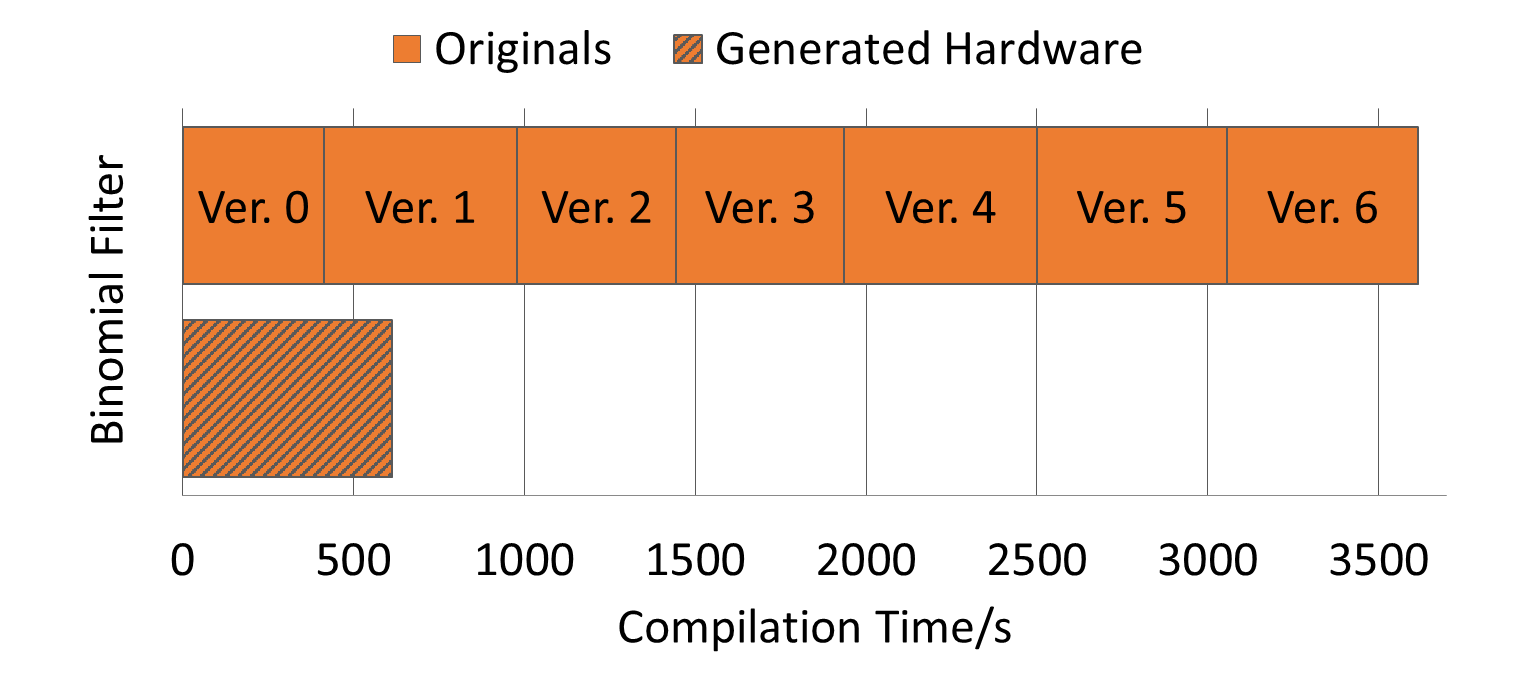 Originals Generated Hardware
Binomial Filter
Ver. 0 Ver. 1 Ver. 2 Ver. 3 Ver. 4 Ver. 5 Ver. 6
0 500 1000 1500 2000 2500 3000 3500
Compilation Time/s